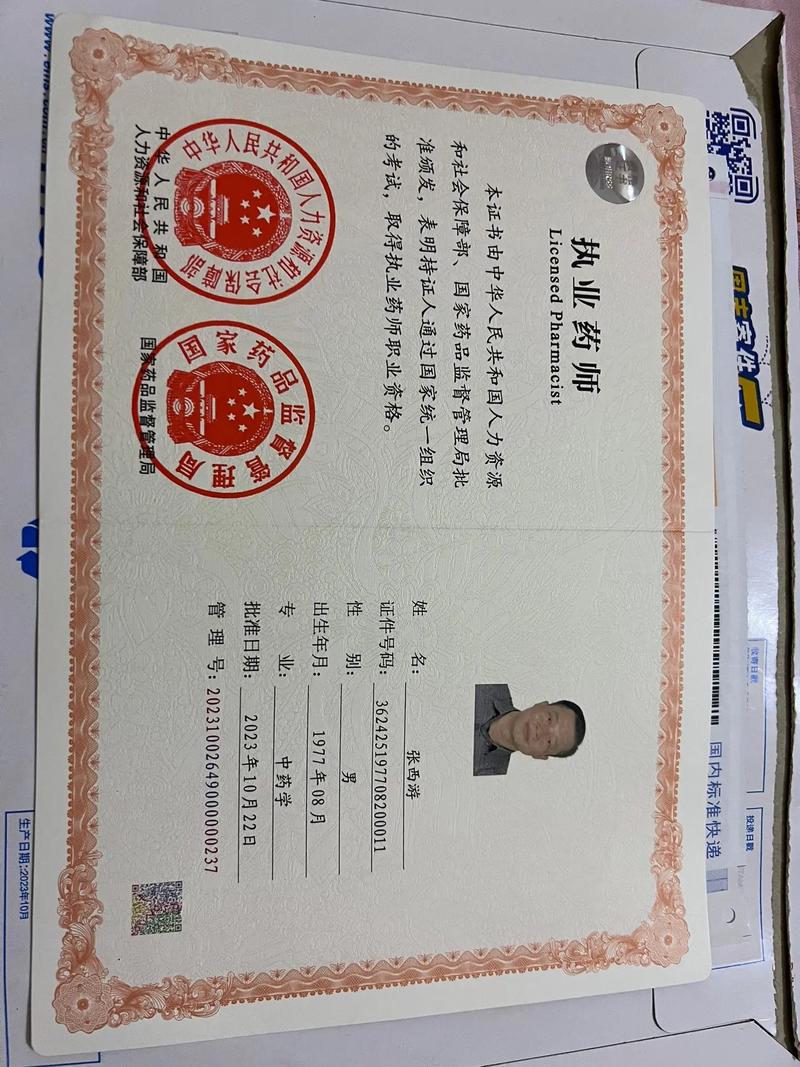 执业药师
Licensed Pharmacist
本证书由中华人民共和国人力资源
和社会保障部、国家药品监督管理局批
准颁发，表明持证人通过国家统一组织
的考试，取得执业药师职业资格。
中华人民共和国人力资源和社会保障部
中华人民共和国
人力资源和社会保障部
国家药品监督管理局
国家药品监督管理局
姓名：张西游
证件号码：362425197708200011
性别：男
出生年月：1977年08月
专业：中药学
批准日期：2023年10月22日
管理号：20231002649000000237
国内标准快递
收寄日戳
投递日戳
生产日期:2023年10月